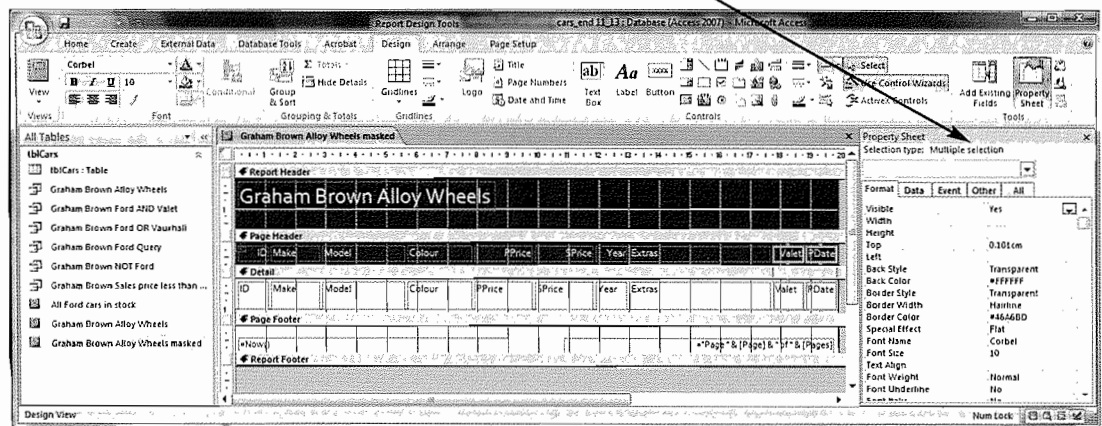 Report Design Tools
cars_end 11_13 : Database (Access 2007) - Microsoft Access
Home Create External Data Database Tools Acrobat Design Arrange Page Setup
View
Views
Corbel
B I U 10
Font
Conditional
Group & Sort
Σ Totals
Hide Details
Grouping & Totals
Gridlines
Gridlines
Logo
Title
Page Numbers
Date and Time
Text Box
Label
Button
Controls
Select
Use Control Wizards
ActiveX Controls
Add Existing Fields
Property Sheet
Tools
All Tables
tblCars
tblCars : Table
Graham Brown Alloy Wheels
Graham Brown Ford AND Valet
Graham Brown Ford OR Vauxhall
Graham Brown Ford Query
Graham Brown NOT Ford
Graham Brown Sales price less than ...
All Ford cars in stock
Graham Brown Alloy Wheels
Graham Brown Alloy Wheels masked
Graham Brown Alloy Wheels masked
Report Header
Graham Brown Alloy Wheels
Page Header
ID Make Model Colour PPrice SPrice Year Extras Valet PDate
Detail
ID Make Model Colour PPrice SPrice Year Extras Valet PDate
Page Footer
=Now()
="Page " & [Page] & " of " & [Pages]
Report Footer
Property Sheet
Selection type: Multiple selection
Format Data Event Other All
Visible Yes
Width
Height
Top 0.101cm
Left
Back Style Transparent
Back Color #FFFFFF
Border Style Transparent
Border Width Hairline
Border Color #46A6BD
Special Effect Flat
Font Name Corbel
Font Size 10
Text Align
Font Weight Normal
Font Underline No
Design View
Num Lock